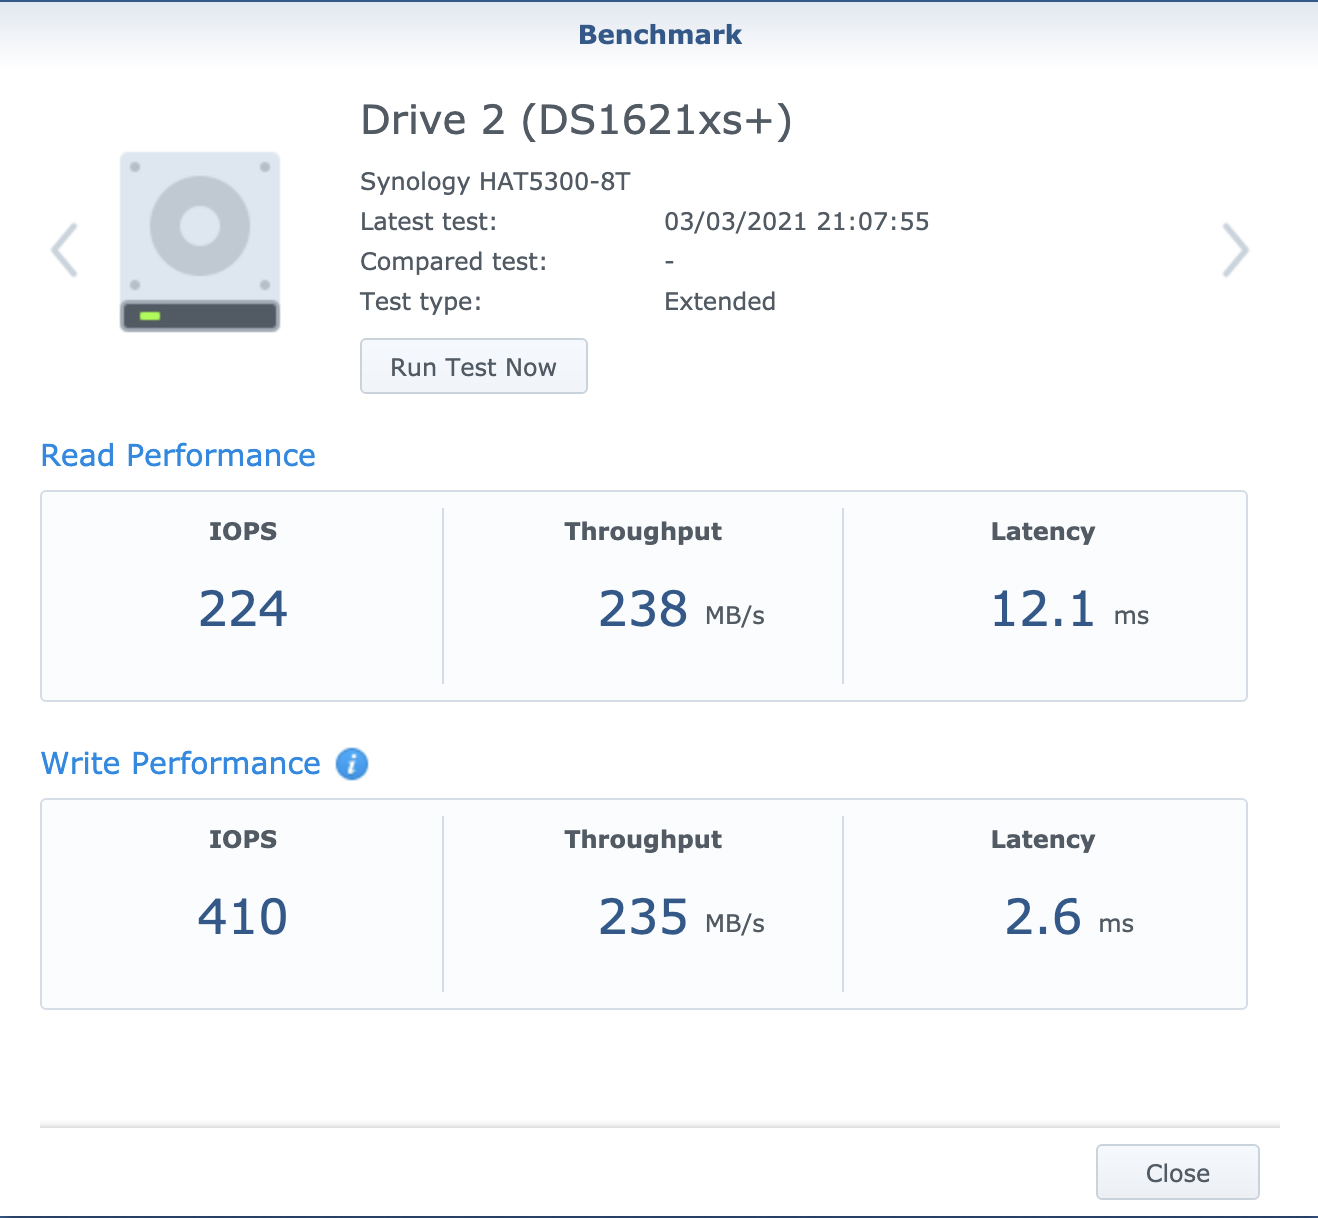 Benchmark
Drive 2 (DS1621xs+)
Synology HAT5300-8T
Latest test: 03/03/2021 21:07:55
Compared test: -
Test type: Extended
Run Test Now
Read Performance
IOPS Throughput Latency
224 238 MB/s 12.1 ms
Write Performance i
IOPS Throughput Latency
410 235 MB/s 2.6 ms
Close